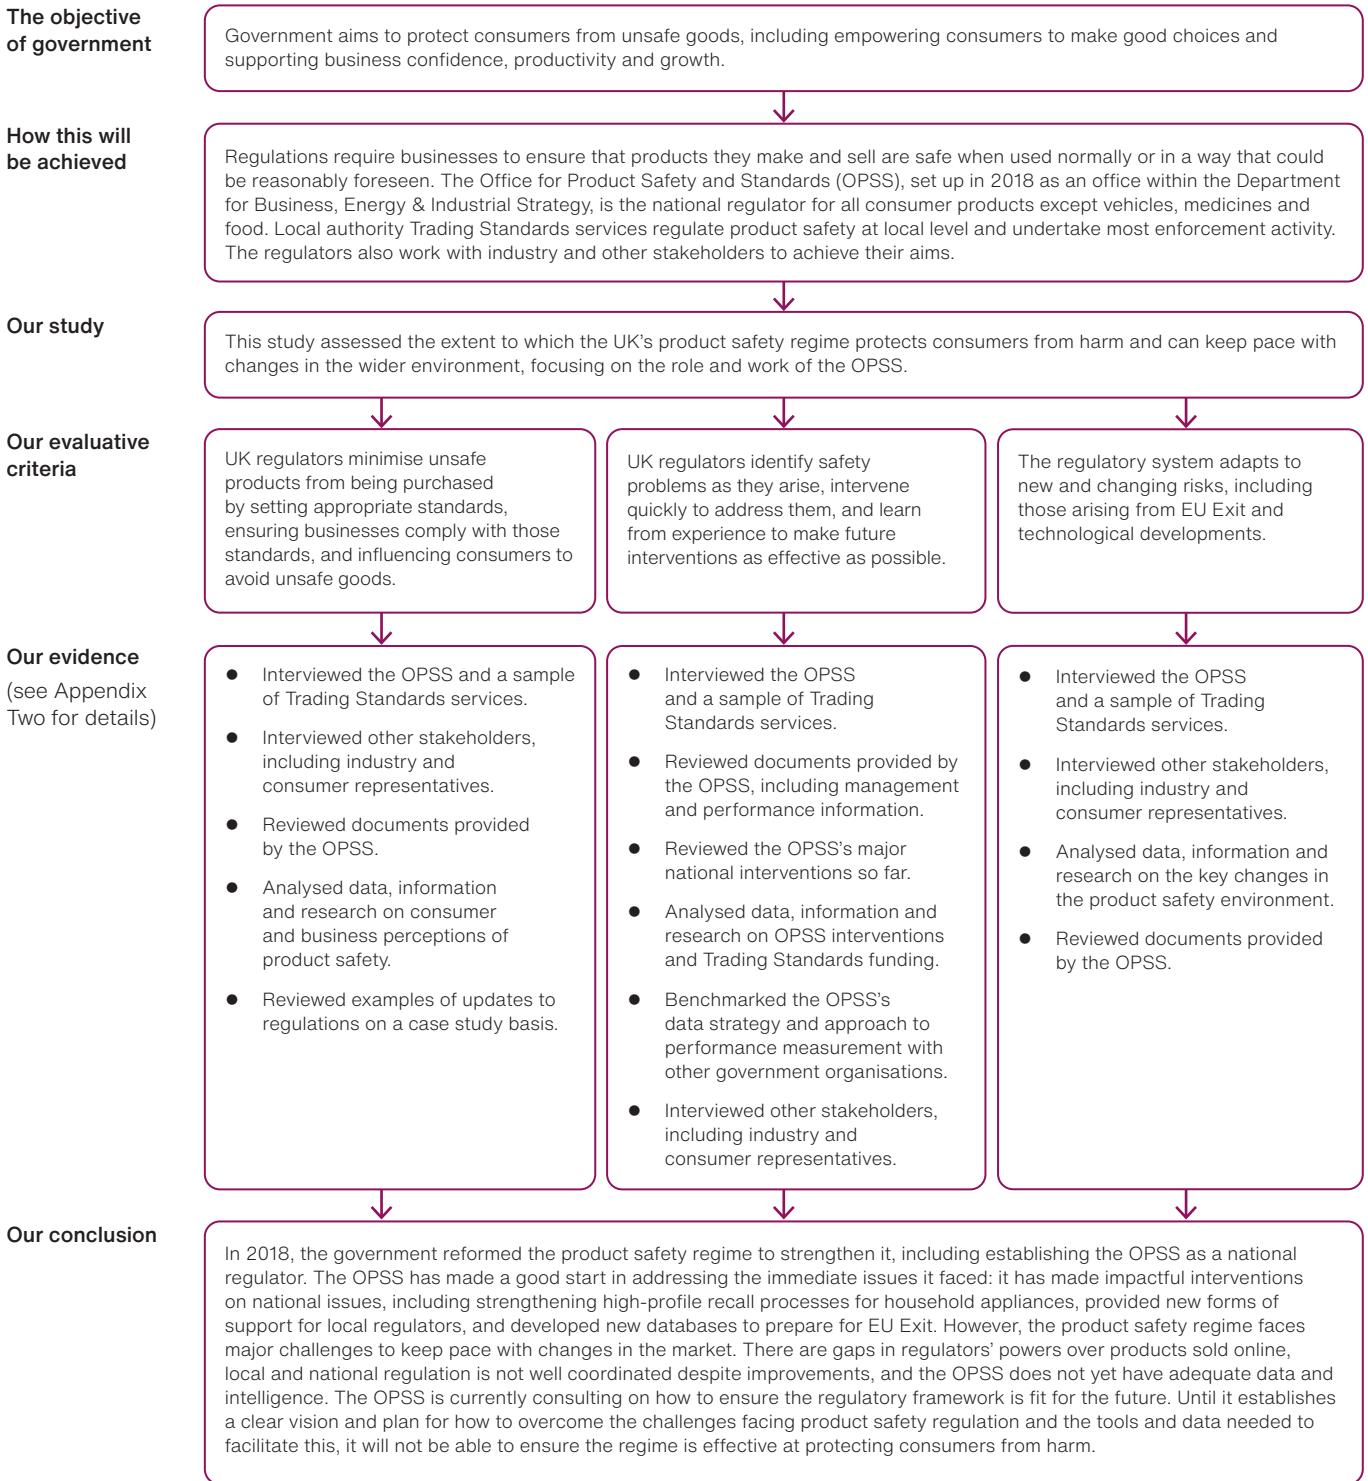 The objective
of government
Government aims to protect consumers from unsafe goods, including empowering consumers to make good choices and
supporting business confidence, productivity and growth.
How this will
be achieved
Regulations require businesses to ensure that products they make and sell are safe when used normally or in a way that could
be reasonably foreseen. The Office for Product Safety and Standards (OPSS), set up in 2018 as an office within the Department
for Business, Energy & Industrial Strategy, is the national regulator for all consumer products except vehicles, medicines and
food. Local authority Trading Standards services regulate product safety at local level and undertake most enforcement activity.
The regulators also work with industry and other stakeholders to achieve their aims.
Our study
This study assessed the extent to which the UK's product safety regime protects consumers from harm and can keep pace with
changes in the wider environment, focusing on the role and work of the OPSS.
Our evaluative
criteria
UK regulators minimise unsafe
products from being purchased
by setting appropriate standards,
ensuring businesses comply with those
standards, and influencing consumers to
avoid unsafe goods.
UK regulators identify safety
problems as they arise, intervene
quickly to address them, and learn
from experience to make future
interventions as effective as possible.
The regulatory system adapts to
new and changing risks, including
those arising from EU Exit and
technological developments.
Our evidence
(see Appendix
Two for details)
● Interviewed the OPSS and a sample
of Trading Standards services.
● Interviewed other stakeholders,
including industry and
consumer representatives.
● Reviewed documents provided
by the OPSS.
● Analysed data, information
and research on consumer
and business perceptions of
product safety.
● Reviewed examples of updates to
regulations on a case study basis.
● Interviewed the OPSS
and a sample of Trading
Standards services.
● Reviewed documents provided by
the OPSS, including management
and performance information.
● Reviewed the OPSS's major
national interventions so far.
● Analysed data, information and
research on OPSS interventions
and Trading Standards funding.
● Benchmarked the OPSS's
data strategy and approach to
performance measurement with
other government organisations.
● Interviewed other stakeholders,
including industry and
consumer representatives.
● Interviewed the OPSS
and a sample of Trading
Standards services.
● Interviewed other stakeholders,
including industry and
consumer representatives.
● Analysed data, information and
research on the key changes in
the product safety environment.
● Reviewed documents provided
by the OPSS.
Our conclusion
In 2018, the government reformed the product safety regime to strengthen it, including establishing the OPSS as a national
regulator. The OPSS has made a good start in addressing the immediate issues it faced: it has made impactful interventions
on national issues, including strengthening high-profile recall processes for household appliances, provided new forms of
support for local regulators, and developed new databases to prepare for EU Exit. However, the product safety regime faces
major challenges to keep pace with changes in the market. There are gaps in regulators' powers over products sold online,
local and national regulation is not well coordinated despite improvements, and the OPSS does not yet have adequate data and
intelligence. The OPSS is currently consulting on how to ensure the regulatory framework is fit for the future. Until it establishes
a clear vision and plan for how to overcome the challenges facing product safety regulation and the tools and data needed to
facilitate this, it will not be able to ensure the regime is effective at protecting consumers from harm.